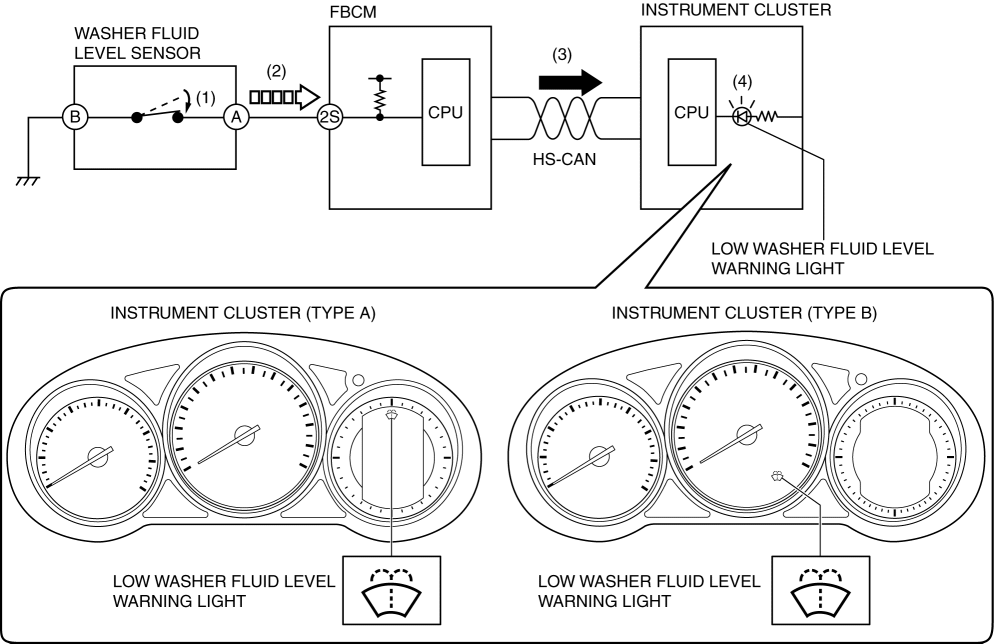 FBCM
INSTRUMENT CLUSTER
WASHER FLUID
LEVEL SENSOR
(1)
(2)
(3)
(4)
B
A
2S
CPU
CPU
HS-CAN
LOW WASHER FLUID LEVEL
WARNING LIGHT
INSTRUMENT CLUSTER (TYPE A)
INSTRUMENT CLUSTER (TYPE B)
LOW WASHER FLUID LEVEL
WARNING LIGHT
LOW WASHER FLUID LEVEL
WARNING LIGHT